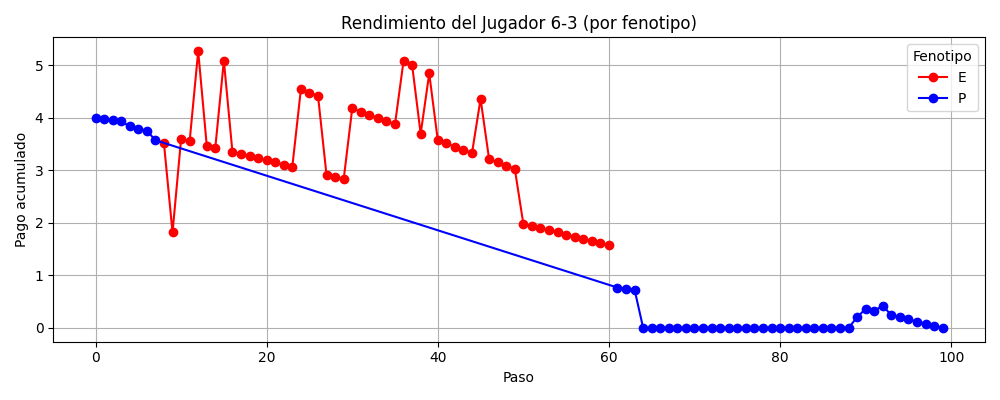 Rendimiento del Jugador 6-3 (por fenotipo)
Pago acumulado
5
4
3
2
1
0
Fenotipo
E
P
0 20 40 60 80 100
Paso